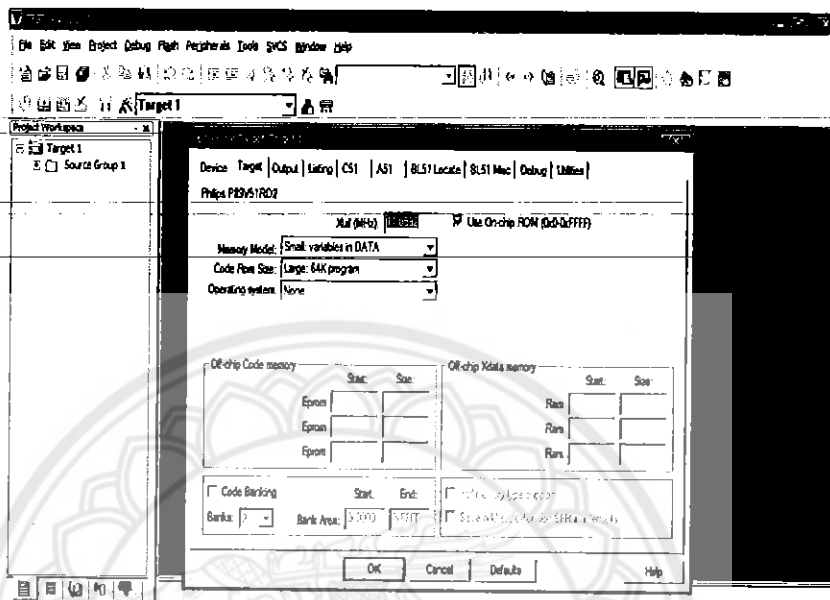 File Edit View Project Debug Flash Peripherals Tools SVCS Window Help
Target 1
Project Workspace
Target 1
Source Group 1
Device Target Output Listing C51 A51 BL51 Locate BL51 Misc Debug Utilities
Philips P89V51RD2
Xtal (MHz):
Use On-chip ROM (0x0-0xFFFF)
Memory Model: Small: variables in DATA
Code Rom Size: Large: 64K program
Operating system: None
Off-chip Code memory
Start: Size:
Eprom
Eprom
Eprom
Off-chip Xdata memory
Start: Size:
Ram
Ram
Ram
Code Banking
Start: End:
Banks: Bank Area:
OK Cancel Defaults Help